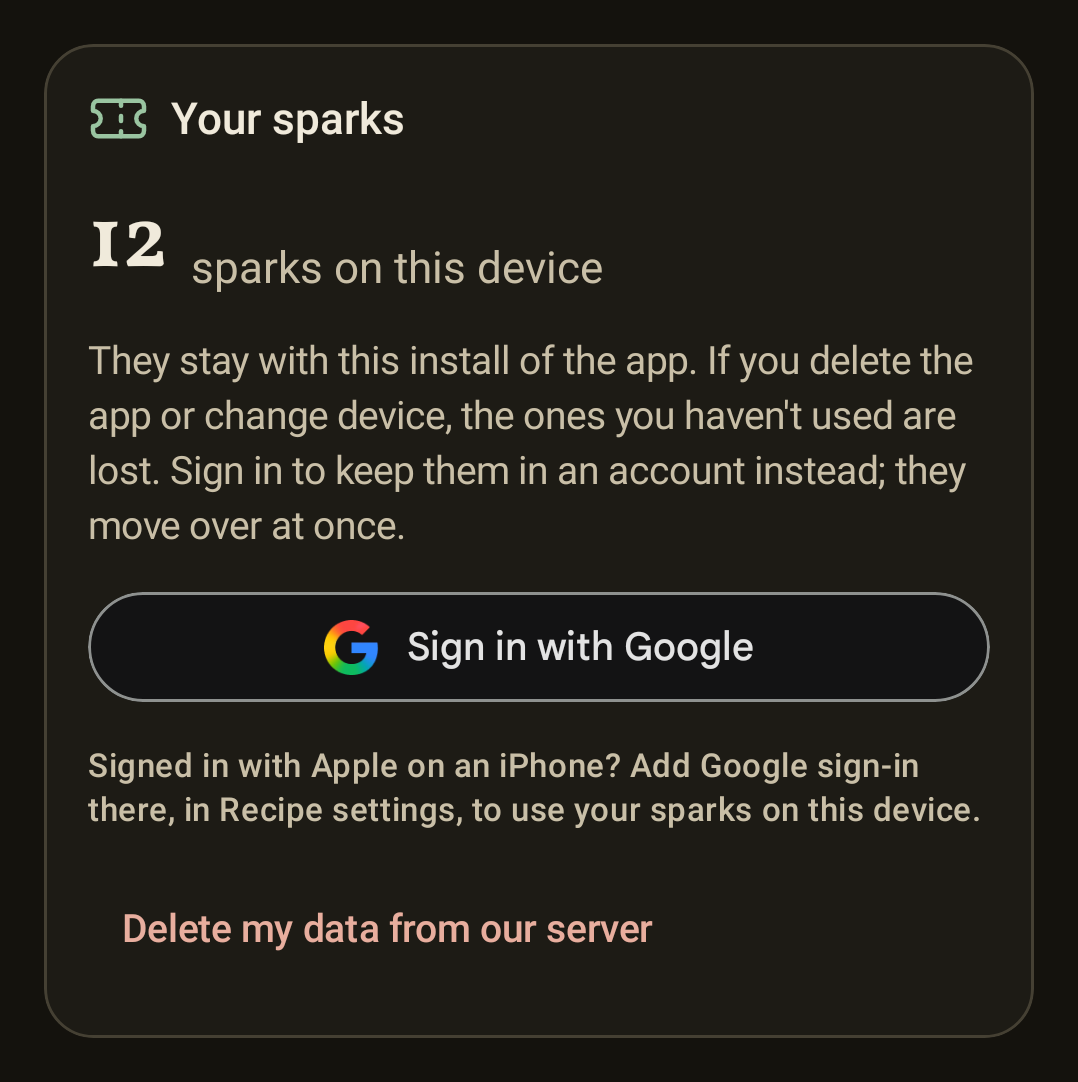 Your sparks
12 sparks on this device
They stay with this install of the app. If you delete the
app or change device, the ones you haven't used are
lost. Sign in to keep them in an account instead; they
move over at once.
Sign in with Google
Signed in with Apple on an iPhone? Add Google sign-in
there, in Recipe settings, to use your sparks on this device.
Delete my data from our server